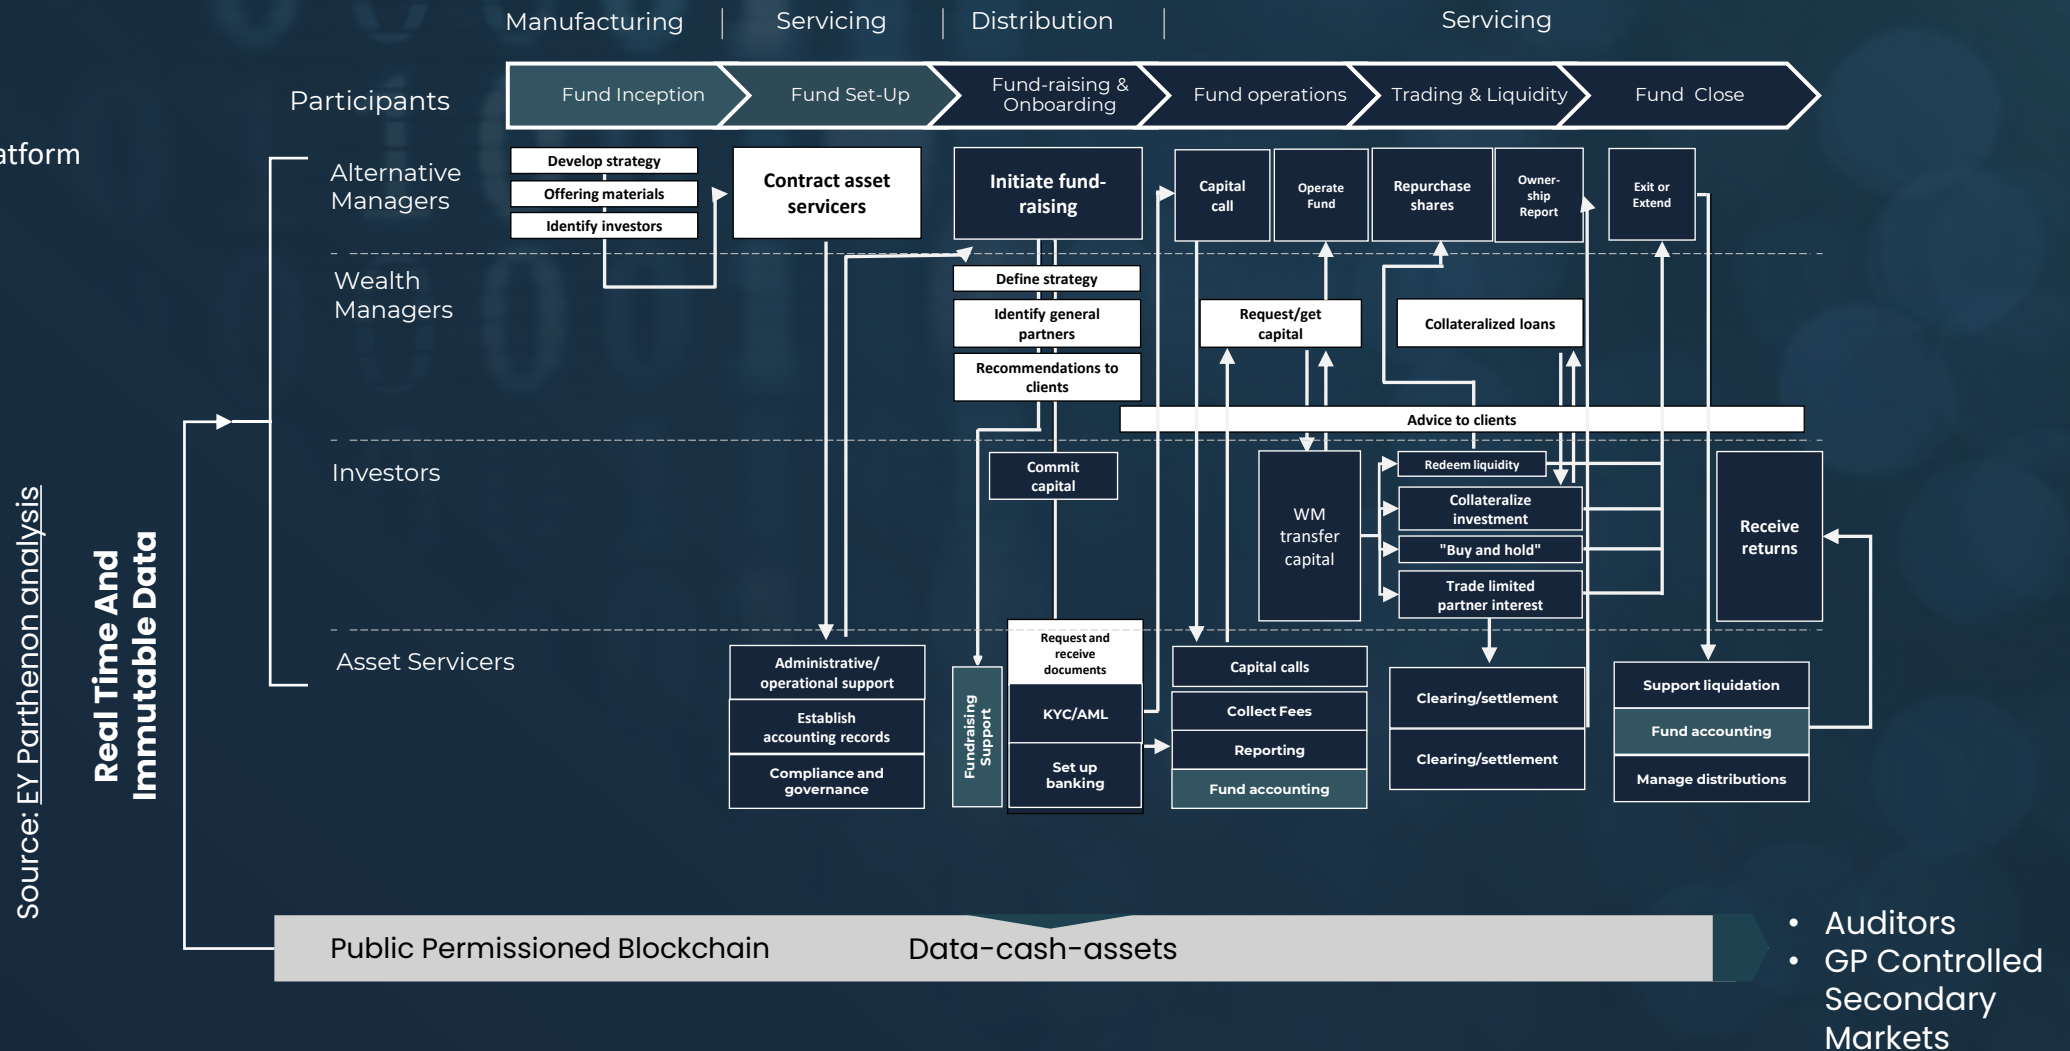 Manufacturing
Servicing
Distribution
Servicing
Participants
Fund Inception
Fund Set-Up
Fund-raising &
Onboarding
Fund operations
Trading & Liquidity
Fund Close
atform
Alternative
Managers
Develop strategy
Offering materials
Identify investors
Contract asset
servicers
Initiate fund-
raising
Capital
call
Operate
Fund
Repurchase
shares
Owner-
ship
Report
Exit or
Extend
Wealth
Managers
Define strategy
Identify general
partners
Recommendations to
clients
Request/get
capital
Collateralized loans
Advice to clients
Investors
Commit
capital
WM
transfer
capital
Redeem liquidity
Collateralize
investment
"Buy and hold"
Trade limited
partner interest
Receive
returns
Asset Servicers
Administrative/
operational support
Establish
accounting records
Compliance and
governance
Fundraising
Support
Request and
receive
documents
KYC/AML
Set up
banking
Capital calls
Collect Fees
Reporting
Fund accounting
Clearing/settlement
Clearing/settlement
Support liquidation
Fund accounting
Manage distributions
Source: EY Parthenon analysis
Real Time And
Immutable Data
Public Permissioned Blockchain
Data-cash-assets
• Auditors
• GP Controlled
Secondary
Markets